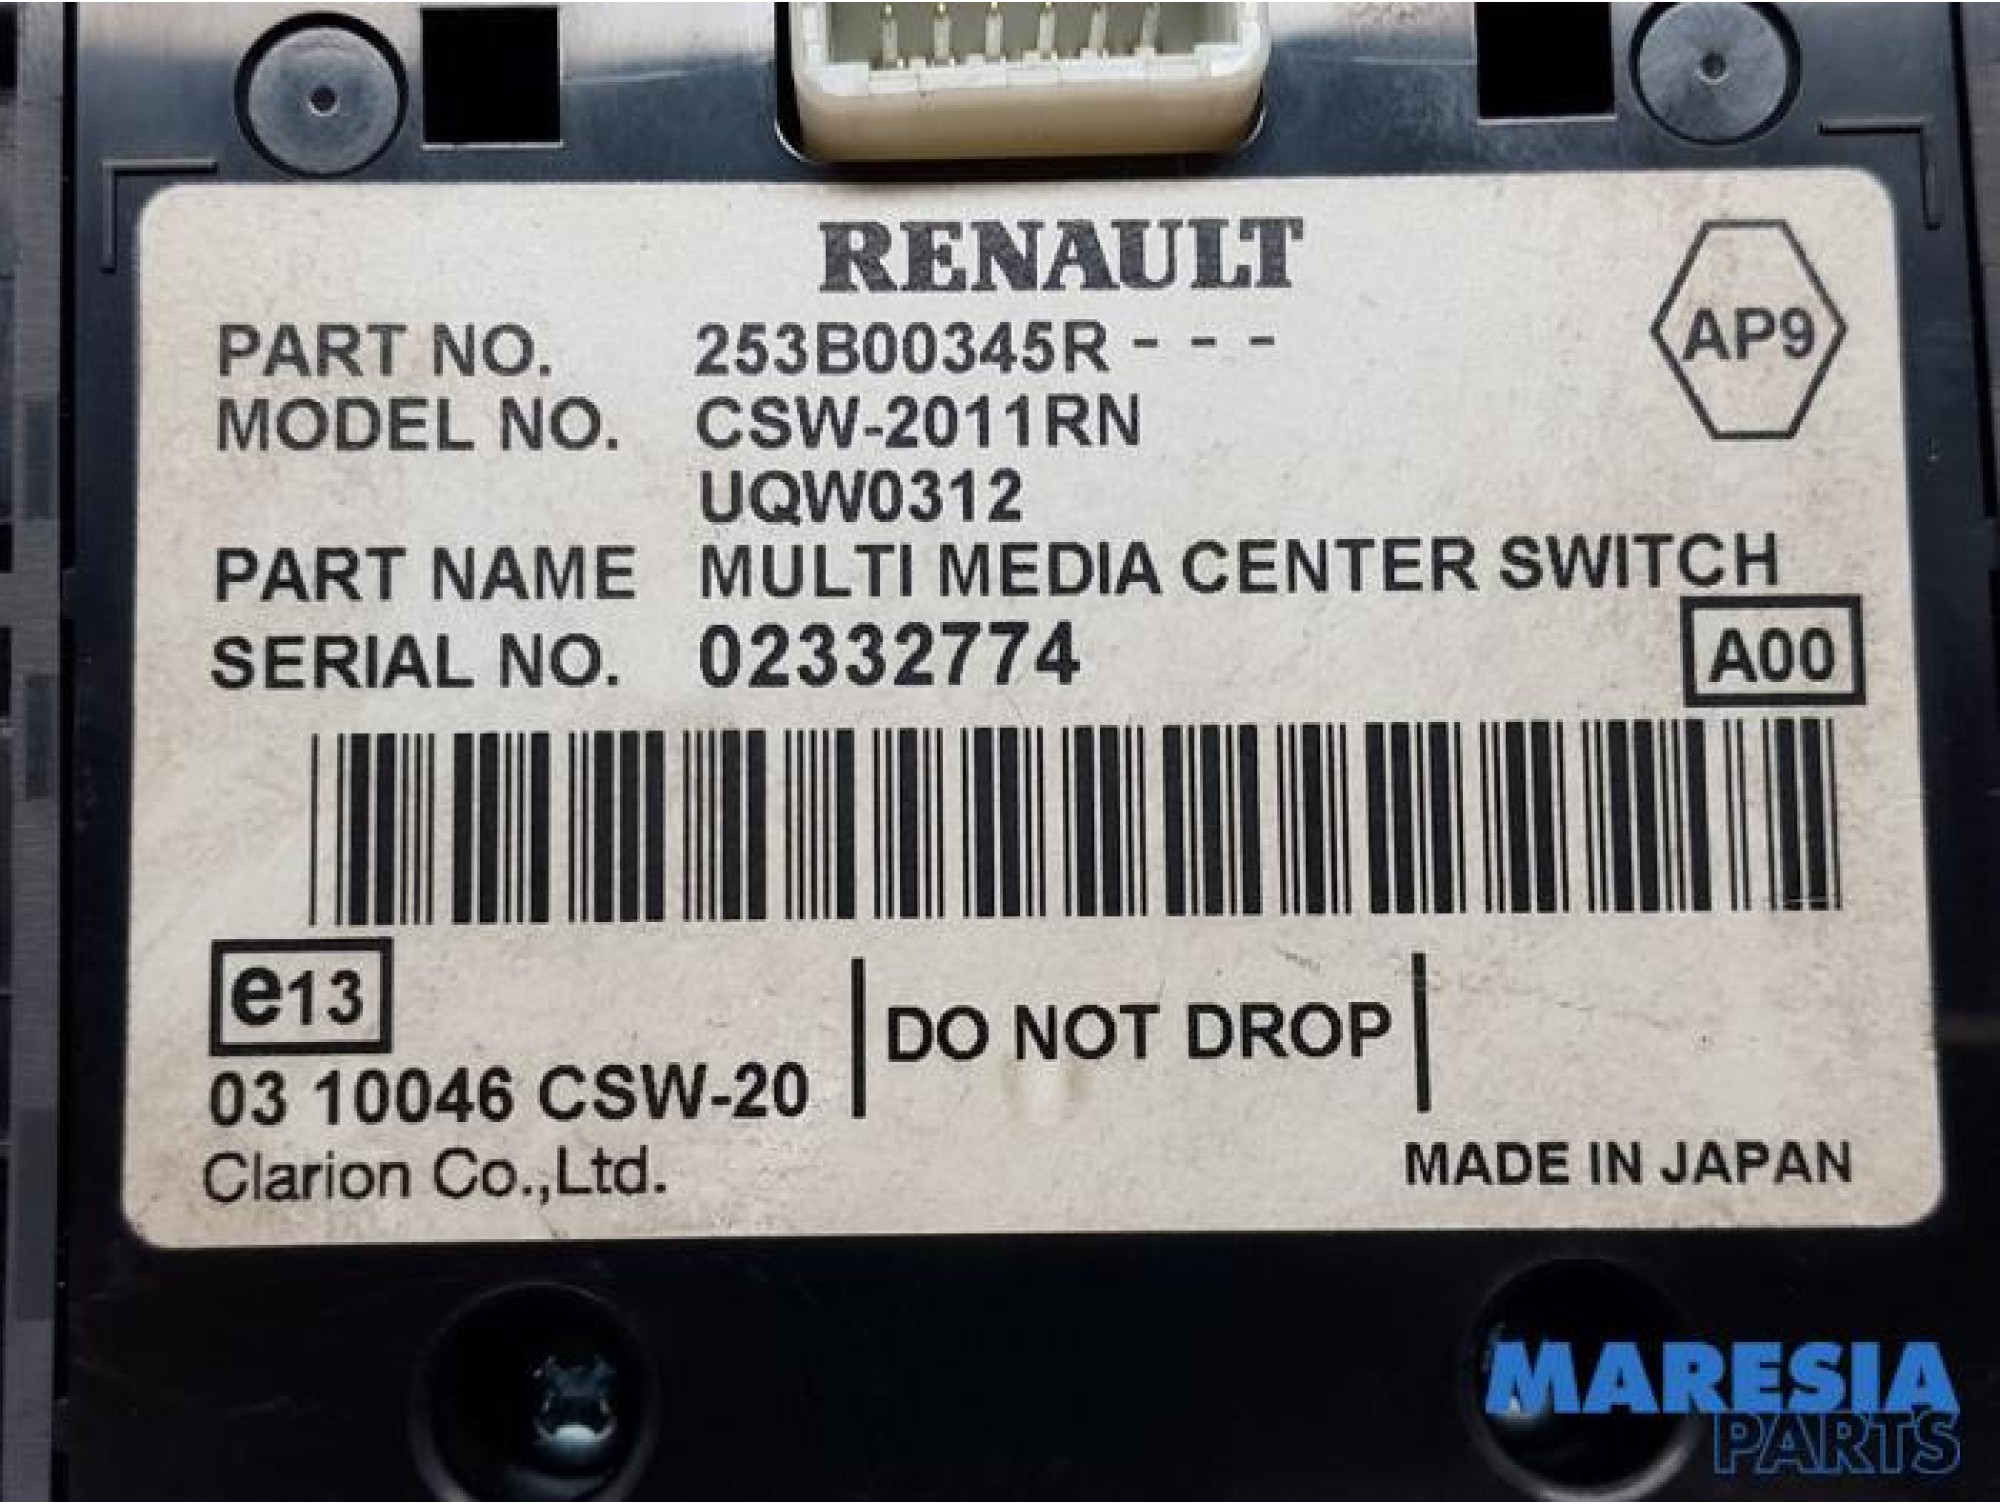 RENAULT
AP9
PART NO. 253B00345R - - -
MODEL NO. CSW-2011RN
UQW0312
PART NAME MULTI MEDIA CENTER SWITCH
SERIAL NO. 02332774
A00
e13
DO NOT DROP
03 10046 CSW-20
Clarion Co.,Ltd.
MADE IN JAPAN
MARESIA
PARTS